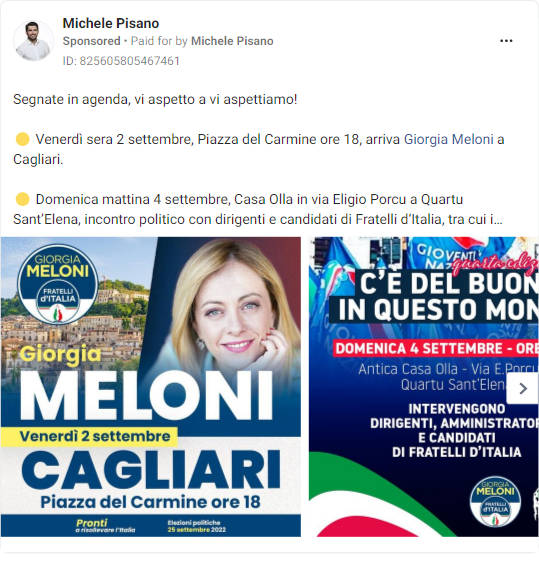 Michele Pisano
Sponsored • Paid for by Michele Pisano
ID: 825605805467461
Segnate in agenda, vi aspetto a vi aspettiamo!
Venerdì sera 2 settembre, Piazza del Carmine ore 18, arriva Giorgia Meloni a
Cagliari.
Domenica mattina 4 settembre, Casa Olla in via Eligio Porcu a Quartu
Sant'Elena, incontro politico con dirigenti e candidati di Fratelli d'Italia, tra cui i...
GIORGIA
MELONI
FRATELLI
d'ITALIA
Giorgia
MELONI
Venerdì 2 settembre
CAGLIARI
Piazza del Carmine ore 18
Pronti
a risollevare l'Italia
Elezioni politiche
25 settembre 2022
GIOVENTÙ
NAZ
quarta ediz
C'È DEL BUON
IN QUESTO MON
DOMENICA 4 SETTEMBRE - ORE
Antica Casa Olla - Via E.Porcu
Quartu Sant'Elena
INTERVENGONO
DIRIGENTI, AMMINISTRATO
E CANDIDATI
DI FRATELLI D'ITALIA
GIORGIA
MELONI
FRATELLI
d'ITALIA